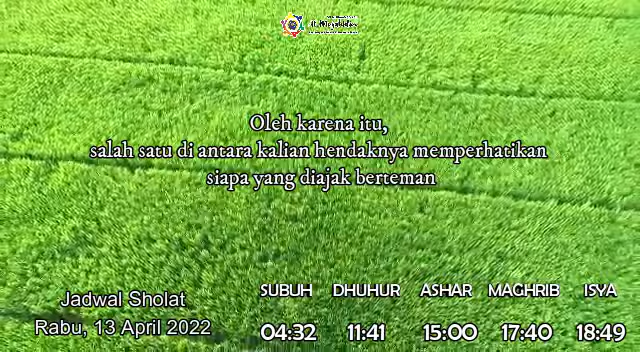 Oleh karena itu,
salah satu di antara kalian hendaknya memperhatikan
siapa yang diajak berteman
Jadwal Sholat
Rabu, 13 April 2022
SUBUH DHUHUR ASHAR MAGHRIB ISYA
04:32 11:41 15:00 17:40 18:49